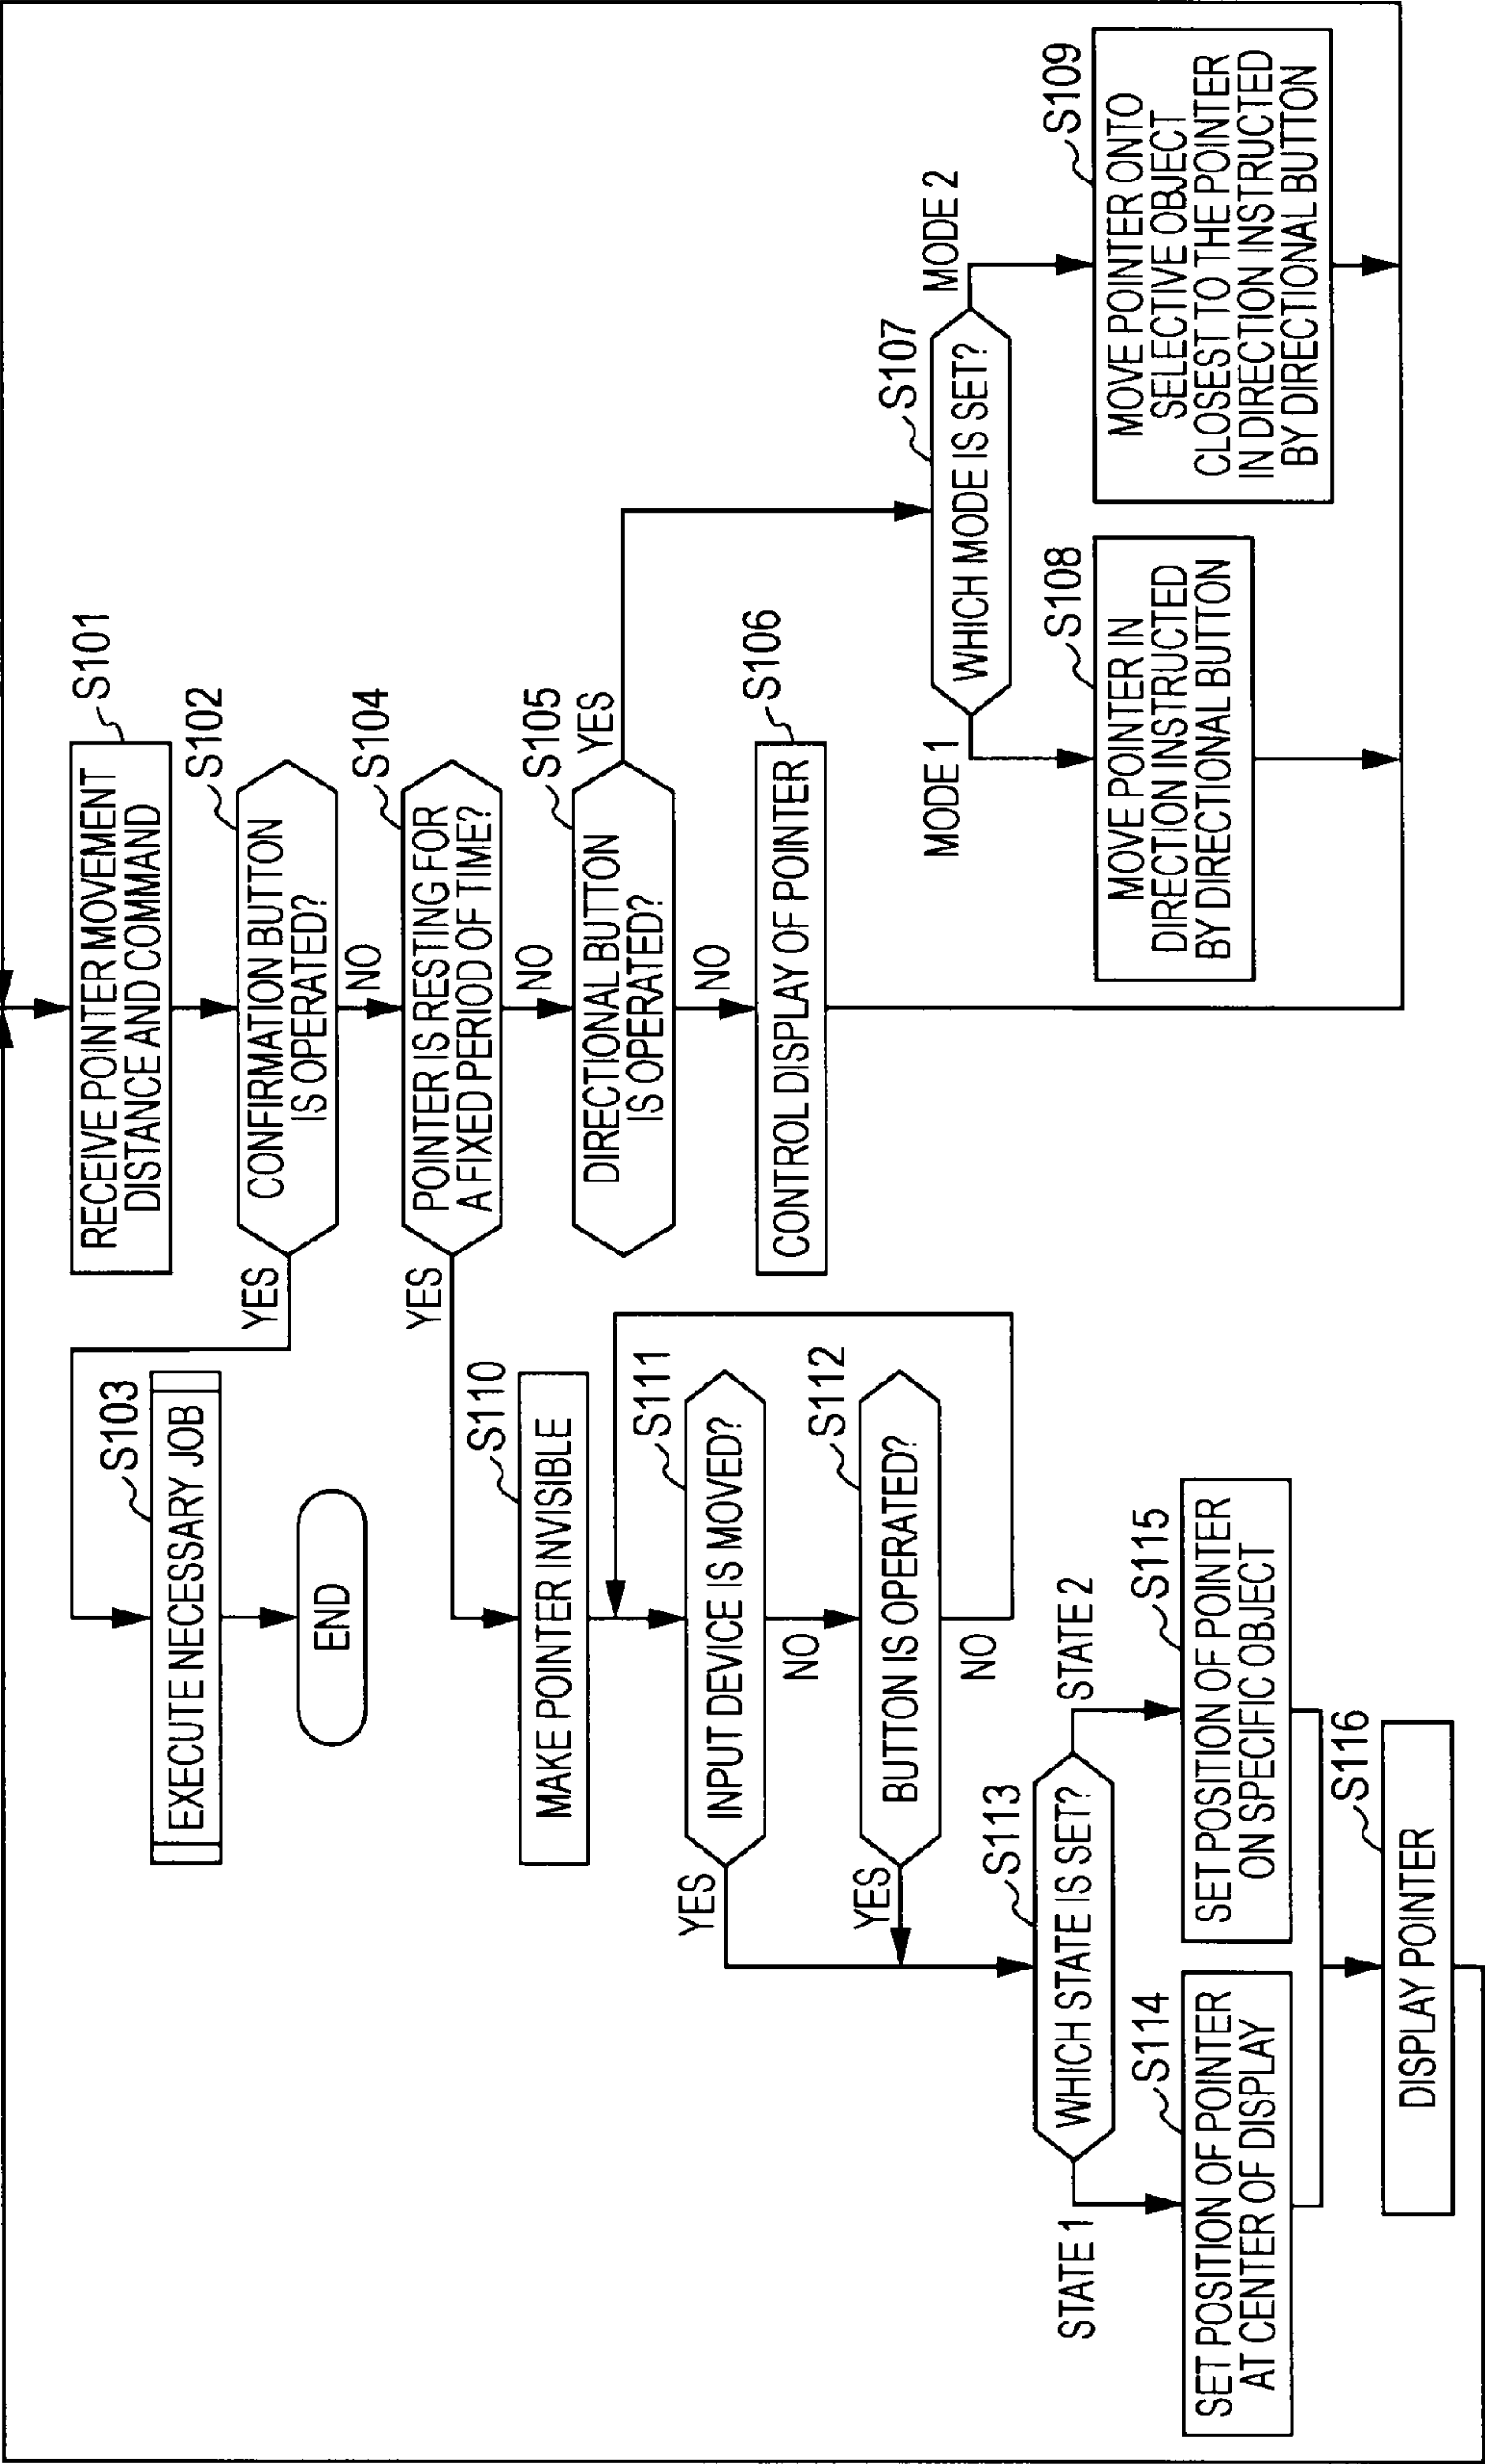 S101
RECEIVE POINTER MOVEMENT
DISTANCE AND COMMAND
S102
CONFIRMATION BUTTON
IS OPERATED?
YES
NO
S103
EXECUTE NECESSARY JOB
END
S104
POINTER IS RESTING FOR
A FIXED PERIOD OF TIME?
YES
NO
S105
DIRECTIONAL BUTTON
IS OPERATED?
YES
NO
S106
CONTROL DISPLAY OF POINTER
S107
WHICH MODE IS SET?
MODE 1
MODE 2
S108
MOVE POINTER IN
DIRECTION INSTRUCTED
BY DIRECTIONAL BUTTON
S109
MOVE POINTER ONTO
SELECTIVE OBJECT
CLOSEST TO THE POINTER
IN DIRECTION INSTRUCTED
BY DIRECTIONAL BUTTON
S110
MAKE POINTER INVISIBLE
S111
INPUT DEVICE IS MOVED?
YES
NO
S112
BUTTON IS OPERATED?
YES
NO
S113
WHICH STATE IS SET?
STATE 1
STATE 2
S114
SET POSITION OF POINTER
AT CENTER OF DISPLAY
S115
SET POSITION OF POINTER
ON SPECIFIC OBJECT
S116
DISPLAY POINTER